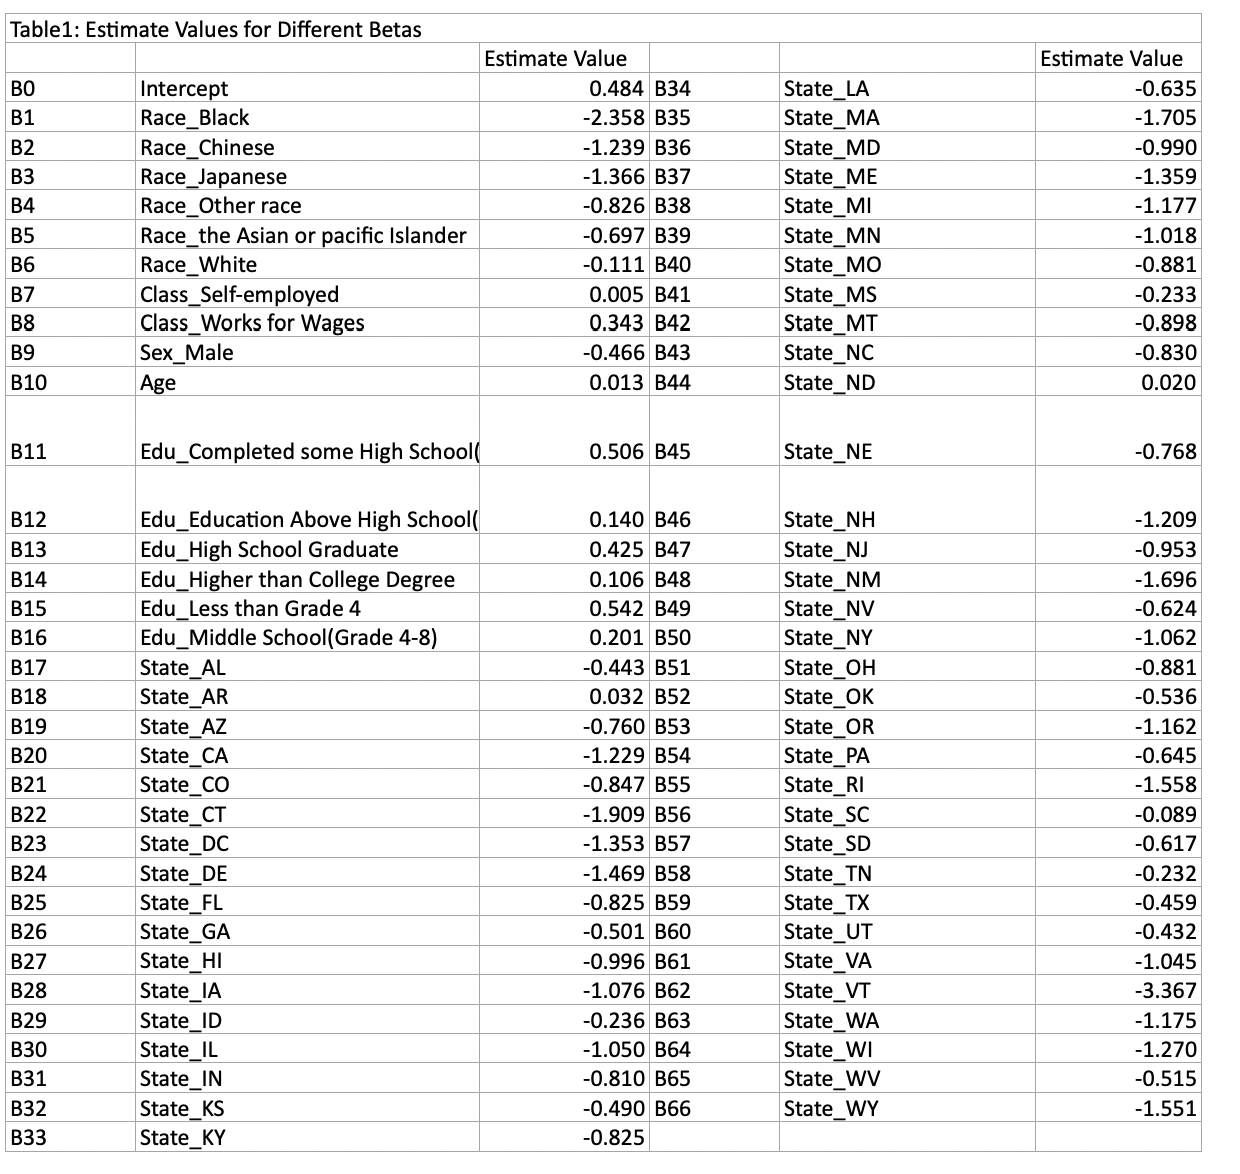 Table1: Estimate Values for Different Betas
Estimate Value Estimate Value
B0 Intercept 0.484 B34 State_LA -0.635
B1 Race_Black -2.358 B35 State_MA -1.705
B2 Race_Chinese -1.239 B36 State_MD -0.990
B3 Race_Japanese -1.366 B37 State_ME -1.359
B4 Race_Other race -0.826 B38 State_MI -1.177
B5 Race_the Asian or pacific Islander -0.697 B39 State_MN -1.018
B6 Race_White -0.111 B40 State_MO -0.881
B7 Class_Self-employed 0.005 B41 State_MS -0.233
B8 Class_Works for Wages 0.343 B42 State_MT -0.898
B9 Sex_Male -0.466 B43 State_NC -0.830
B10 Age 0.013 B44 State_ND 0.020
B11 Edu_Completed some High School( 0.506 B45 State_NE -0.768
B12 Edu_Education Above High School( 0.140 B46 State_NH -1.209
B13 Edu_High School Graduate 0.425 B47 State_NJ -0.953
B14 Edu_Higher than College Degree 0.106 B48 State_NM -1.696
B15 Edu_Less than Grade 4 0.542 B49 State_NV -0.624
B16 Edu_Middle School(Grade 4-8) 0.201 B50 State_NY -1.062
B17 State_AL -0.443 B51 State_OH -0.881
B18 State_AR 0.032 B52 State_OK -0.536
B19 State_AZ -0.760 B53 State_OR -1.162
B20 State_CA -1.229 B54 State_PA -0.645
B21 State_CO -0.847 B55 State_RI -1.558
B22 State_CT -1.909 B56 State_SC -0.089
B23 State_DC -1.353 B57 State_SD -0.617
B24 State_DE -1.469 B58 State_TN -0.232
B25 State_FL -0.825 B59 State_TX -0.459
B26 State_GA -0.501 B60 State_UT -0.432
B27 State_HI -0.996 B61 State_VA -1.045
B28 State_IA -1.076 B62 State_VT -3.367
B29 State_ID -0.236 B63 State_WA -1.175
B30 State_IL -1.050 B64 State_WI -1.270
B31 State_IN -0.810 B65 State_WV -0.515
B32 State_KS -0.490 B66 State_WY -1.551
B33 State_KY -0.825